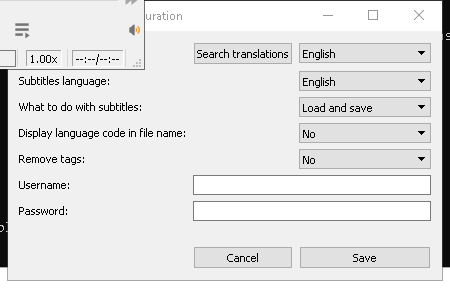 uration
Search translations English
1.00x --:--/--:--
Subtitles language: English
What to do with subtitles: Load and save
Display language code in file name: No
Remove tags: No
Username:
Password:
Cancel Save